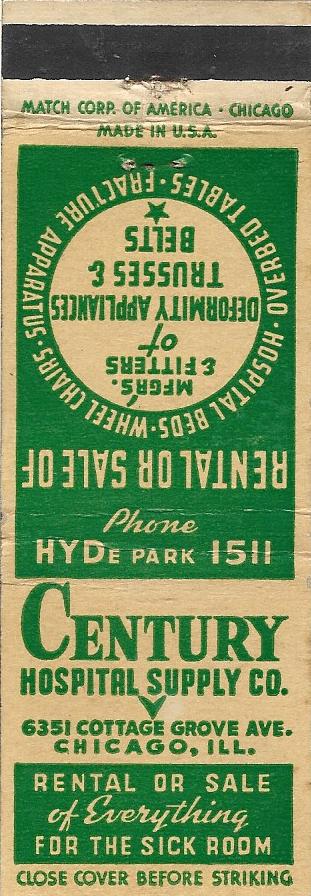 MATCH CORP. OF AMERICA · CHICAGO
MADE IN U.S.A.
RENTAL OR SALE OF
HOSPITAL BEDS · WHEEL CHAIRS · FRACTURE APPARATUS · OVERBED TABLES ·
MFGRS.
& FITTERS
of
DEFORMITY APPLIANCES
TRUSSES &
BELTS
Phone
HYDE PARK 1511
CENTURY
HOSPITAL SUPPLY CO.
6351 COTTAGE GROVE AVE.
CHICAGO, ILL.
RENTAL OR SALE
of Everything
FOR THE SICK ROOM
CLOSE COVER BEFORE STRIKING